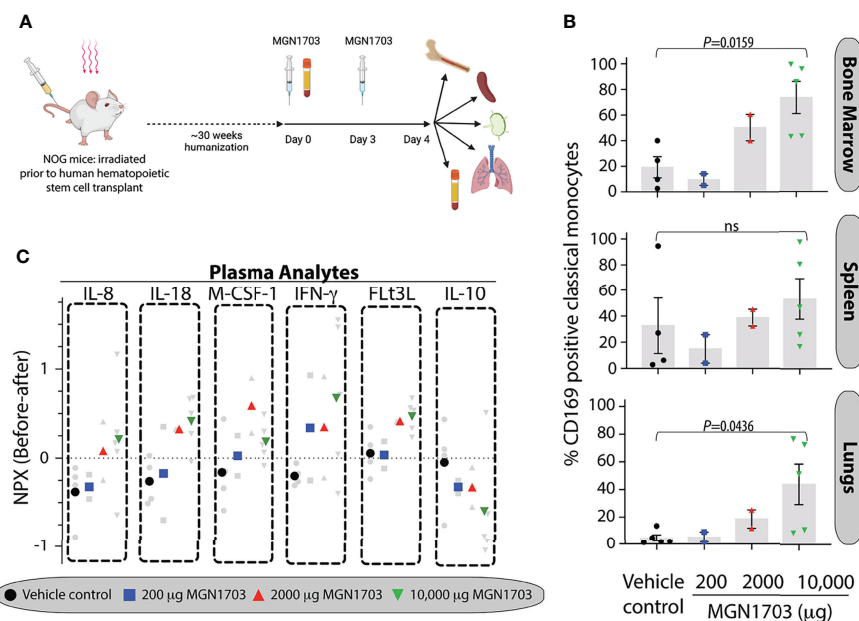 A
MGN1703
MGN1703
~30 weeks
humanization
Day 0
Day 3
Day 4
NOG mice: irradiated
prior to human hematopoietic
stem cell transplant
B
% CD169 positive classical monocytes
P=0.0159
100
80
60
40
20
0
Bone Marrow
ns
100
80
60
40
20
0
Spleen
P=0.0436
100
80
60
40
20
0
Lungs
Vehicle
control
200
2000
10,000
MGN1703 (µg)
C
Plasma Analytes
IL-8
IL-18
M-CSF-1
IFN-γ
FLt3L
IL-10
NPX (Before-after)
1
0
-1
Vehicle control
200 µg MGN1703
2000 µg MGN1703
10,000 µg MGN1703